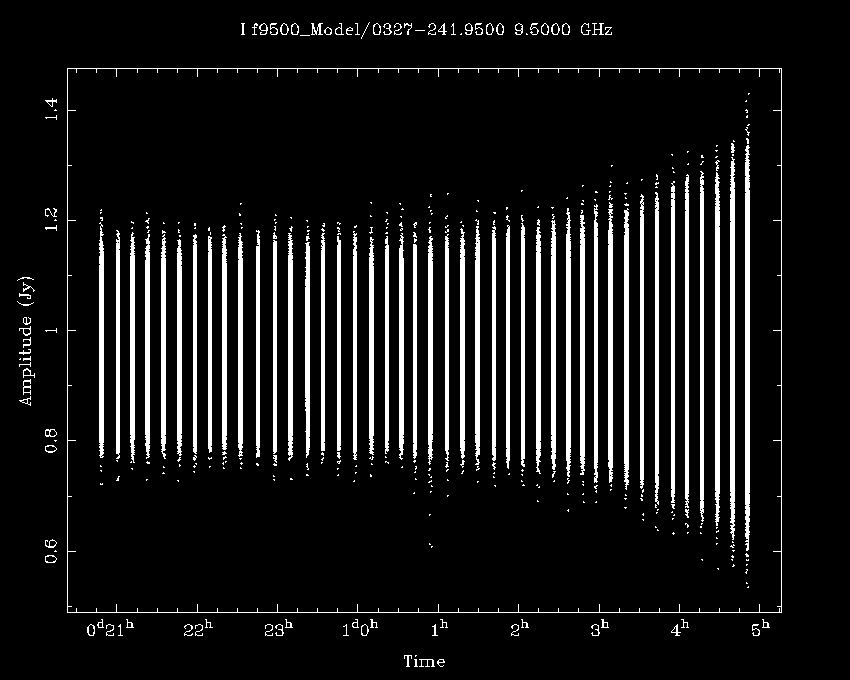 If9500_Model/0327-241.9500 9.5000 GHz
1.4
1.2
1
0.8
0.6
Amplitude (Jy)
0d21h 22h 23h 1d0h 1h 2h 3h 4h 5h
Time